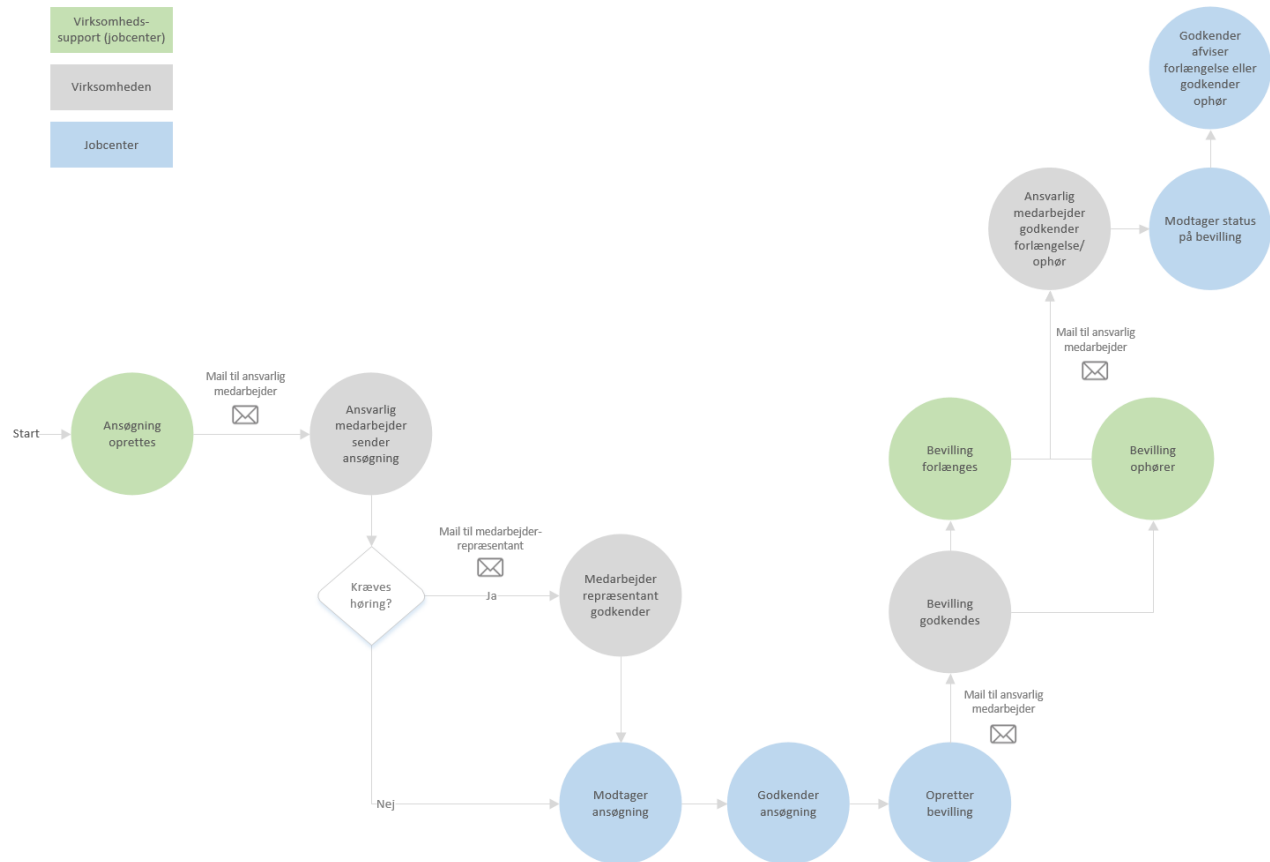 Virksomheds-
support (jobcenter)
Virksomheden
Jobcenter
Godkender
afviser
forlængelse eller
godkender
ophør
Ansvarlig
medarbejder
godkender
forlængelse/
ophør
Modtager status
på bevilling
Mail til ansvarlig
medarbejder
Mail til ansvarlig
medarbejder
Start
Ansøgning
oprettes
Ansvarlig
medarbejder
sender
ansøgning
Bevilling
forlænges
Bevilling
ophører
Mail til medarbejder-
repræsentant
Kræves
høring?
Ja
Medarbejder
repræsentant
godkender
Bevilling
godkendes
Mail til ansvarlig
medarbejder
Nej
Modtager
ansøgning
Godkender
ansøgning
Opretter
bevilling